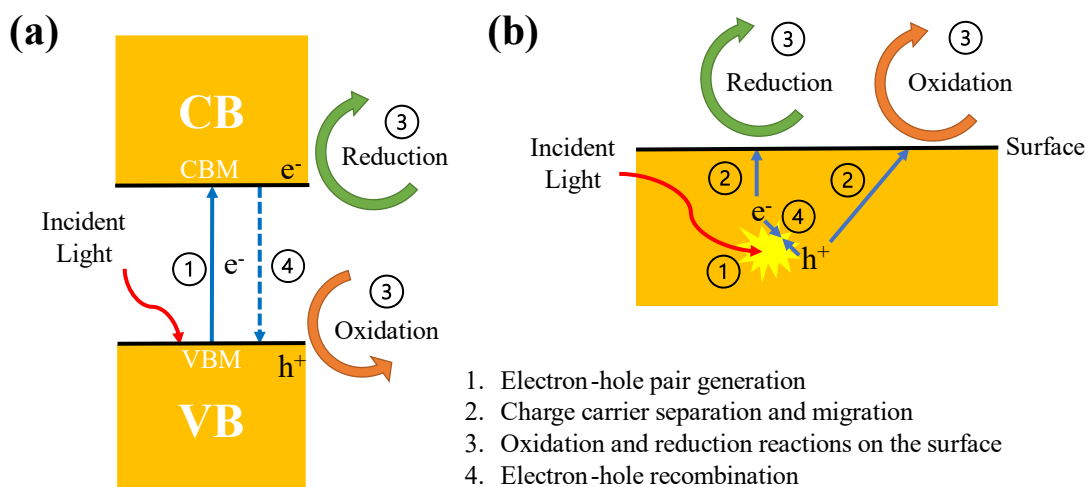 (a)
CB
CBM
e-
③
Reduction
Incident
Light
①
e-
④
③
Oxidation
VBM
h+
VB
(b)
③
Reduction
③
Oxidation
Incident
Light
Surface
②
②
e-
④
①
h+
1. Electron-hole pair generation
2. Charge carrier separation and migration
3. Oxidation and reduction reactions on the surface
4. Electron-hole recombination